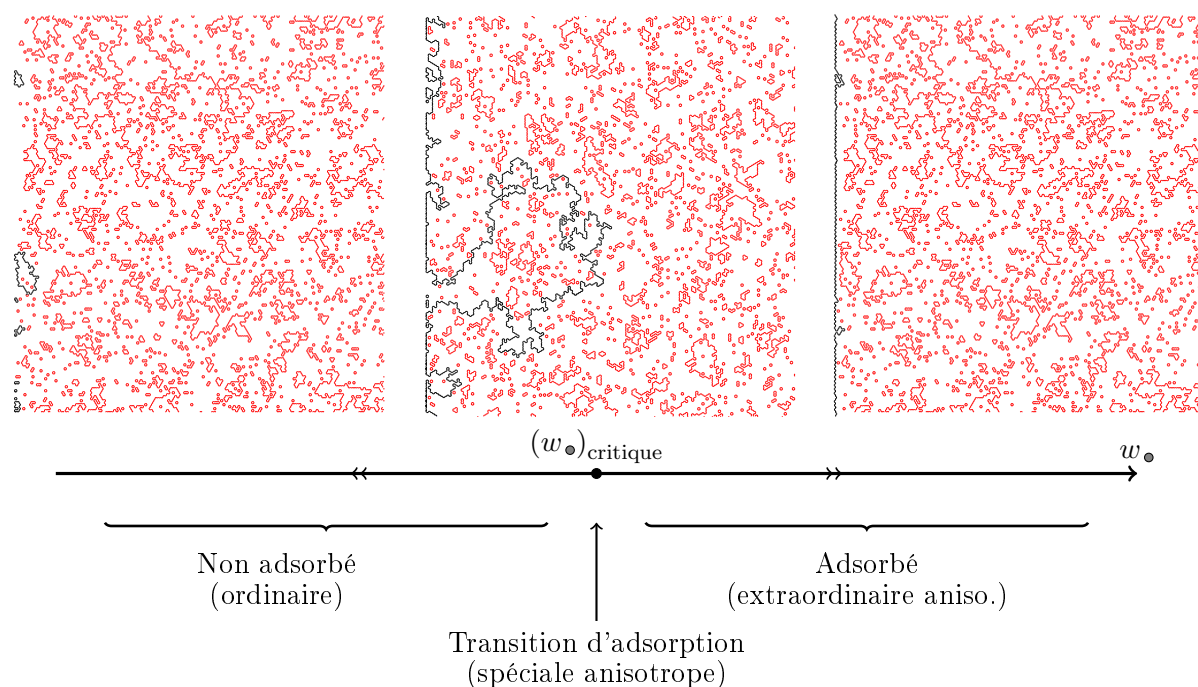 (w●)critique
w●
Non adsorbé
(ordinaire)
Adsorbé
(extraordinaire aniso.)
Transition d'adsorption
(spéciale anisotrope)